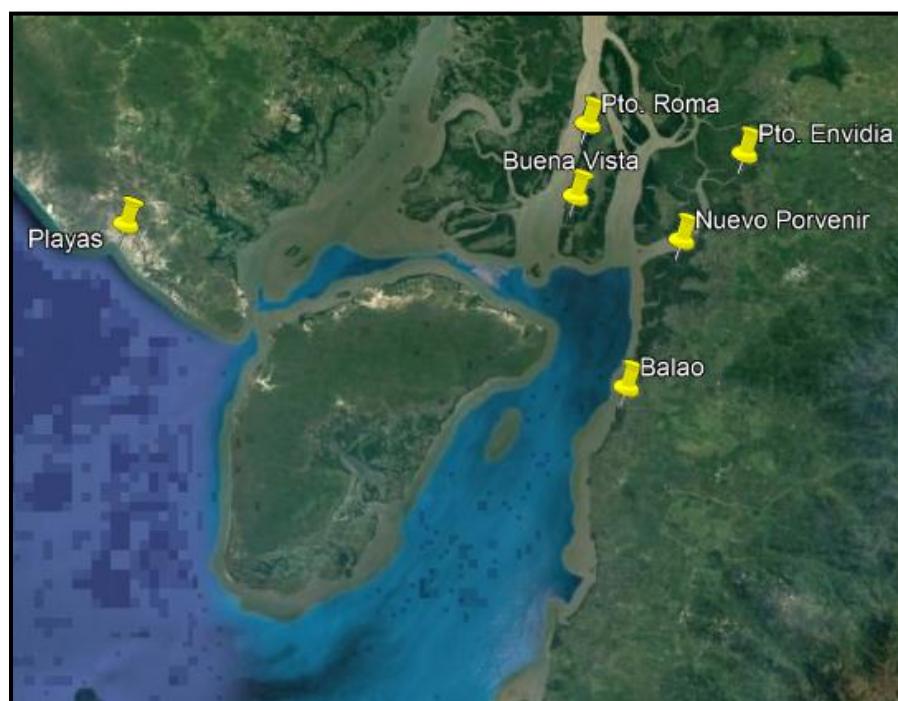 Pto. Roma
Pto. Envidia
Buena Vista
Nuevo Porvenir
Playas
Balao